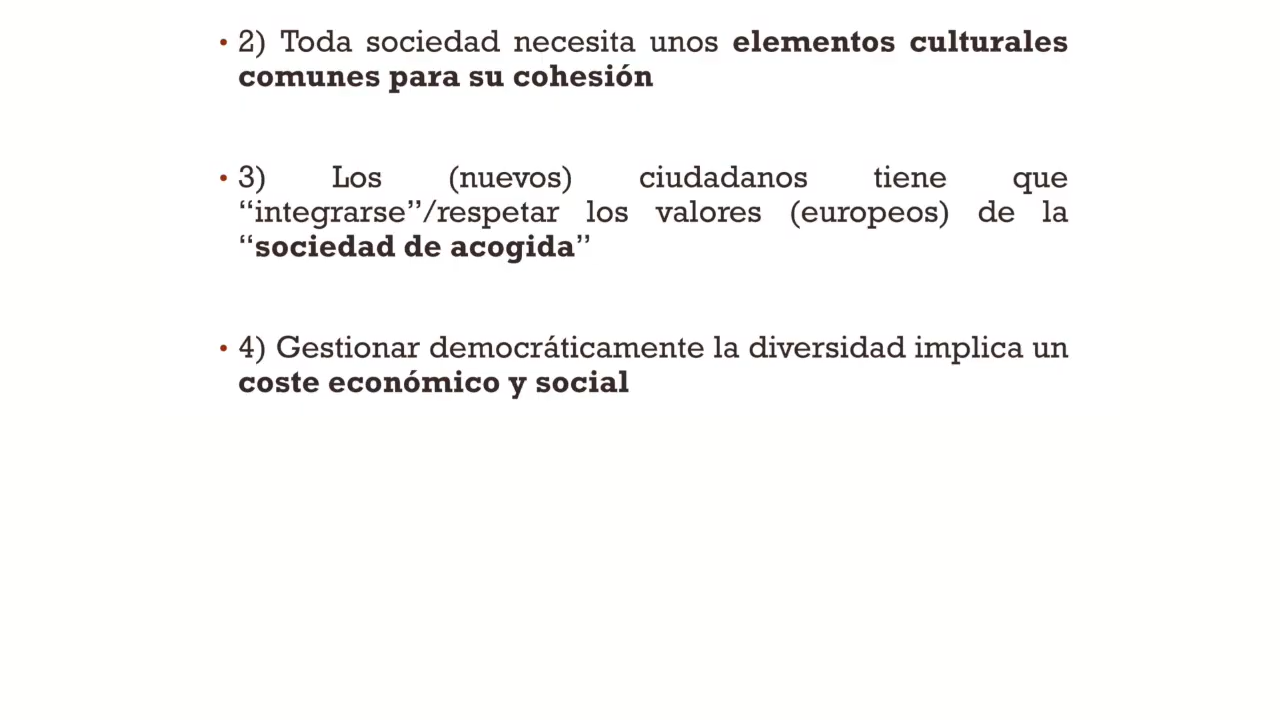 • 2) Toda sociedad necesita unos elementos culturales
comunes para su cohesión
• 3) Los (nuevos) ciudadanos tiene que
“integrarse”/respetar los valores (europeos) de la
“sociedad de acogida”
• 4) Gestionar democráticamente la diversidad implica un
coste económico y social